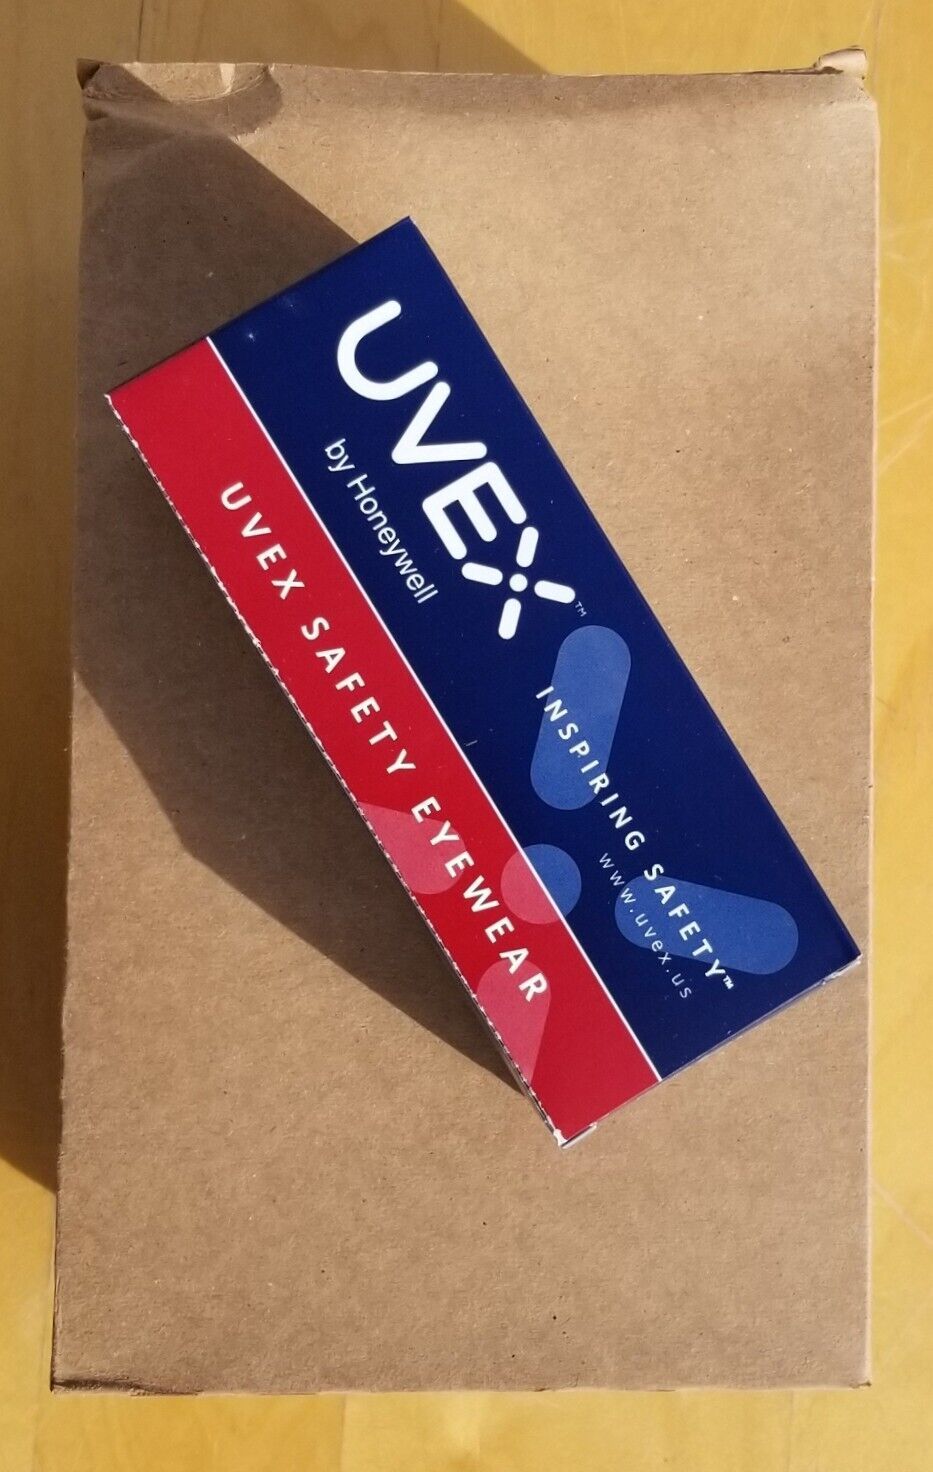 UVEX™
by Honeywell
INSPIRING SAFETY™
www.uvex.us
UVEX SAFETY EYEWEAR